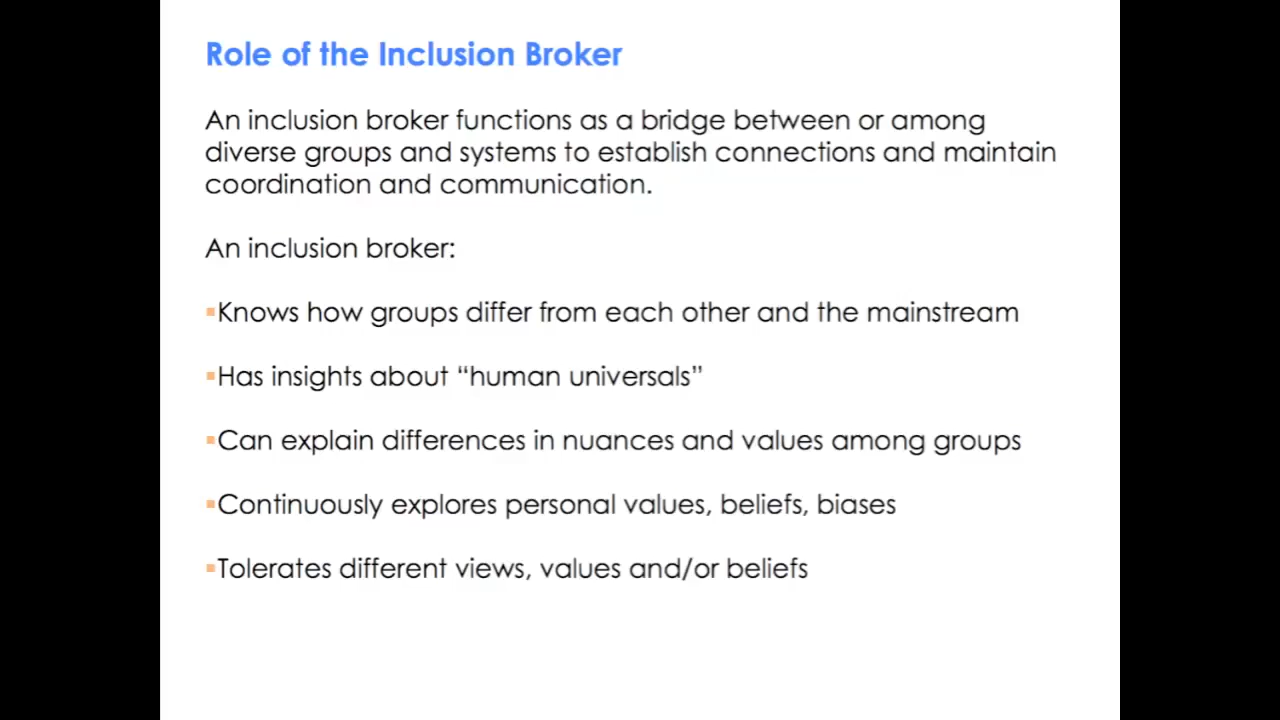 Role of the Inclusion Broker
An inclusion broker functions as a bridge between or among
diverse groups and systems to establish connections and maintain
coordination and communication.
An inclusion broker:
▪Knows how groups differ from each other and the mainstream
▪Has insights about “human universals”
▪Can explain differences in nuances and values among groups
▪Continuously explores personal values, beliefs, biases
▪Tolerates different views, values and/or beliefs